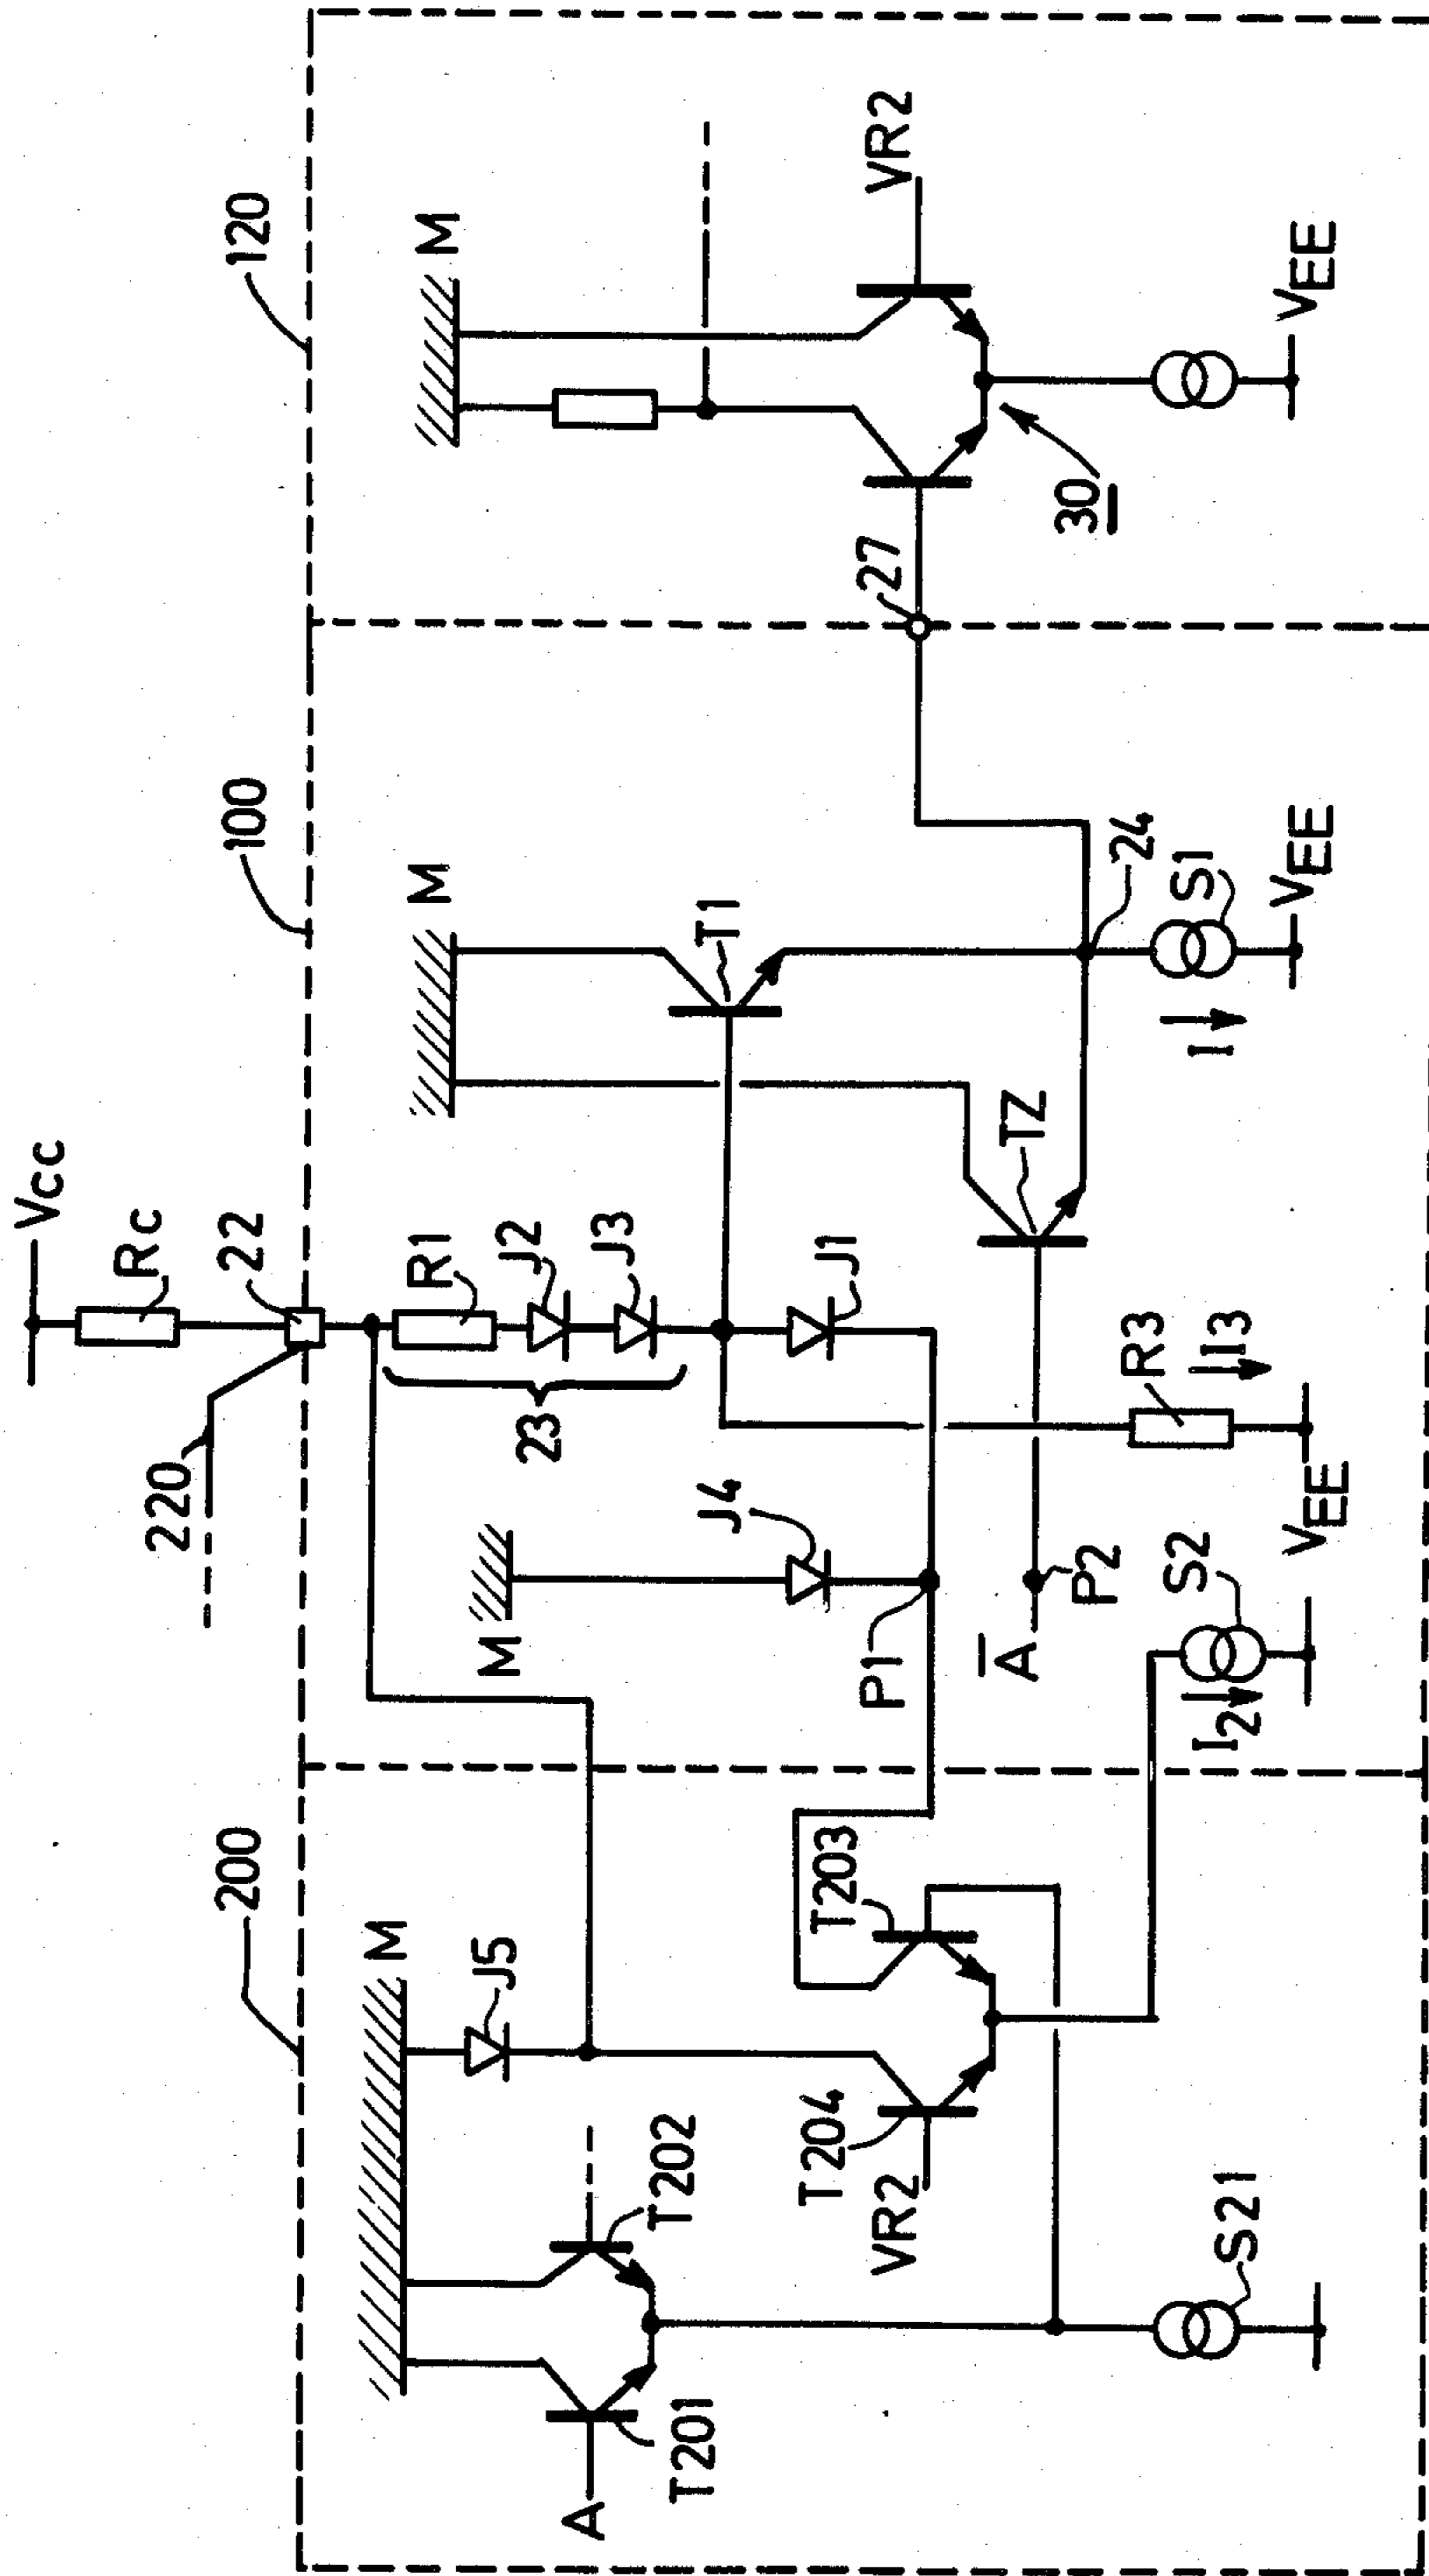 Vcc
Rc
22
220
200
100
120
M
J5
A
T201
T202
T204
VR2
T203
S21
M
J4
P1
A̅
P2
S2
I2
VEE
23
R1
J2
J3
J1
R3
I3
M
T1
TZ
24
S1
I
VEE
27
M
VR2
30
VEE